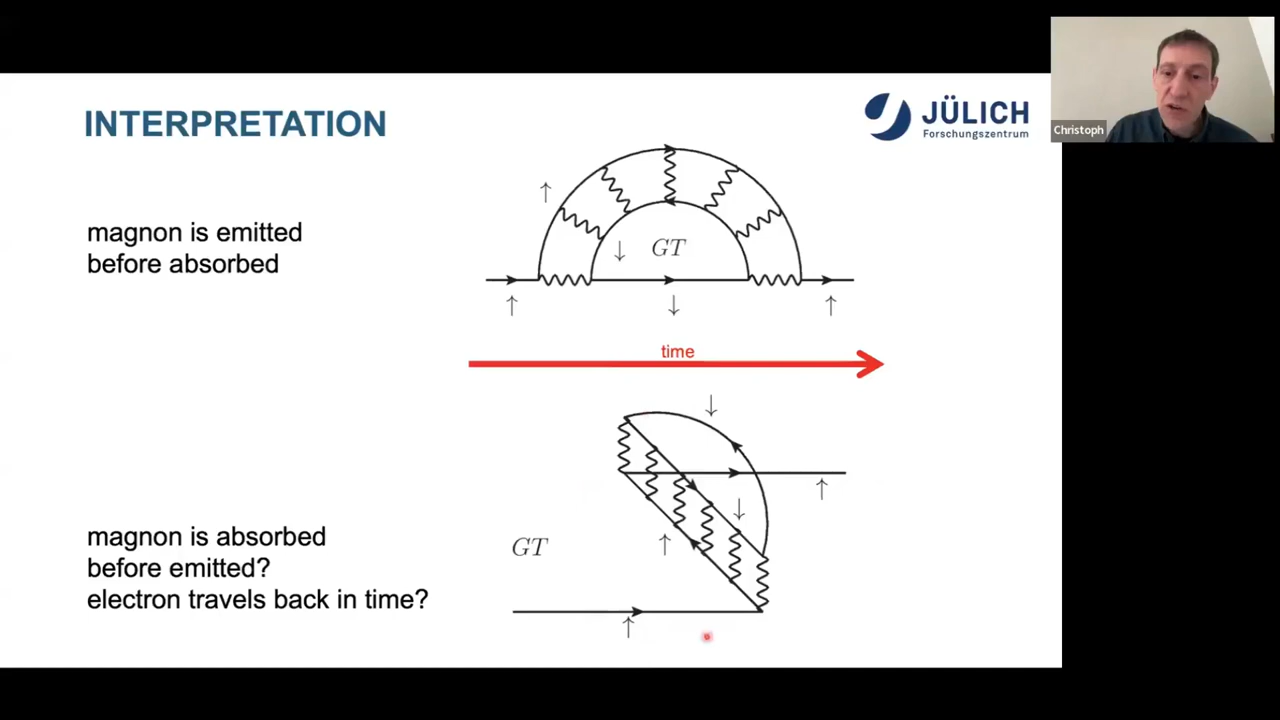 INTERPRETATION
JÜLICH
Forschungszentrum
Christoph
magnon is emitted
before absorbed
↑
↓ GT
↑ ↓ ↑
time
↓
↑
↓
magnon is absorbed
before emitted?
electron travels back in time?
GT
↑
↑